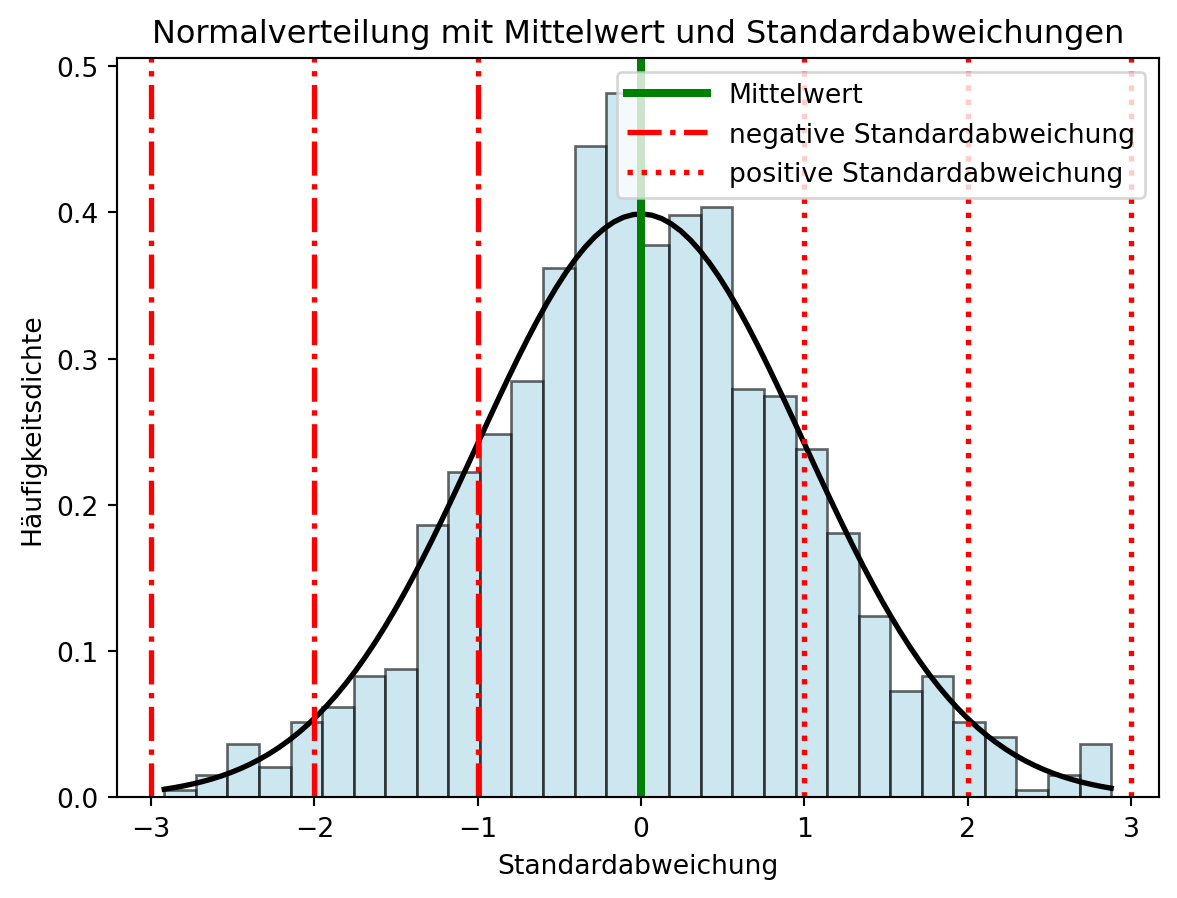 Normalverteilung mit Mittelwert und Standardabweichungen
Mittelwert
negative Standardabweichung
positive Standardabweichung
0.5
0.4
0.3
0.2
0.1
0.0
Häufigkeitsdichte
−3 −2 −1 0 1 2 3
Standardabweichung